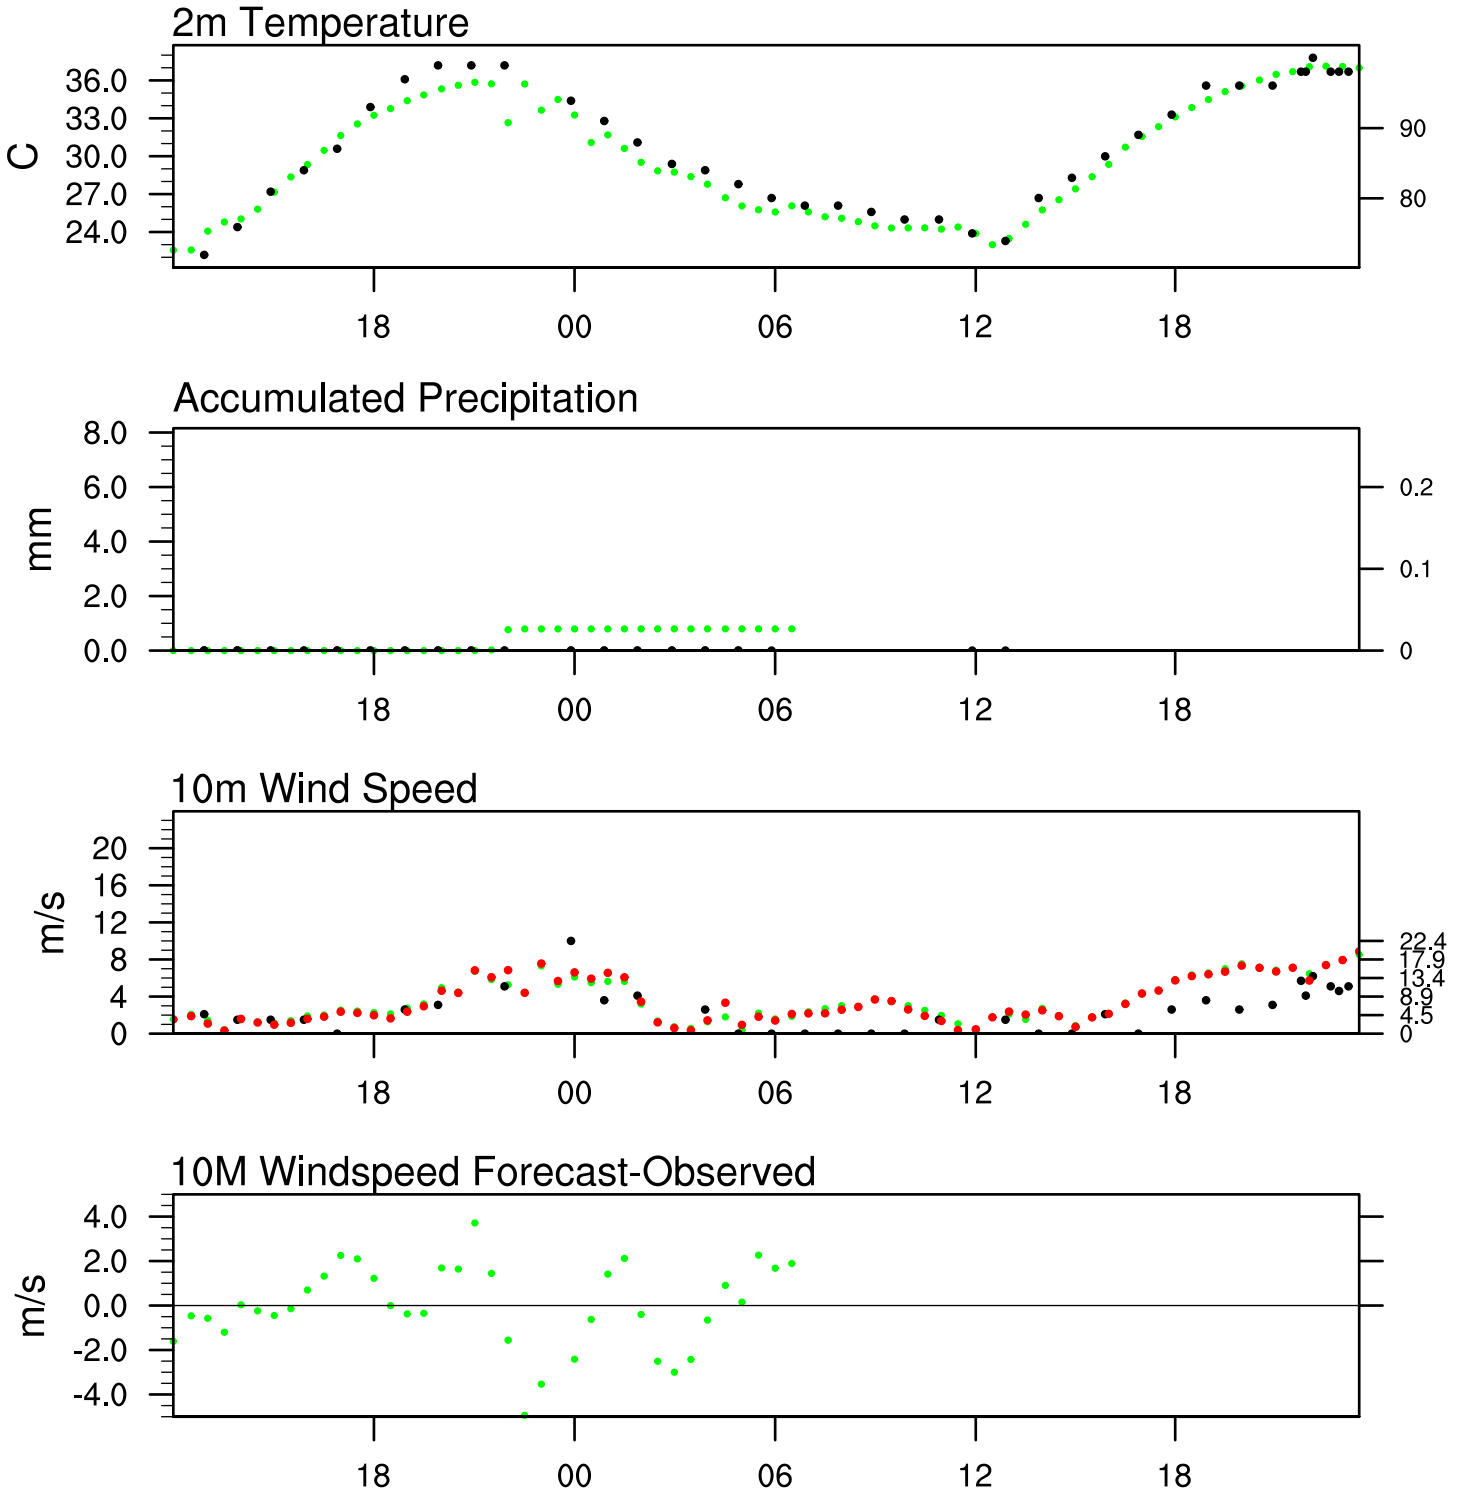 2m Temperature
36.0
33.0
30.0
27.0
24.0
C
90
80
18 00 06 12 18
Accumulated Precipitation
8.0
6.0
4.0
2.0
0.0
mm
0.2
0.1
0
18 00 06 12 18
10m Wind Speed
20
16
12
8
4
0
m/s
22.4
17.9
13.4
8.9
4.5
0
18 00 06 12 18
10M Windspeed Forecast-Observed
4.0
2.0
0.0
-2.0
-4.0
m/s
18 00 06 12 18